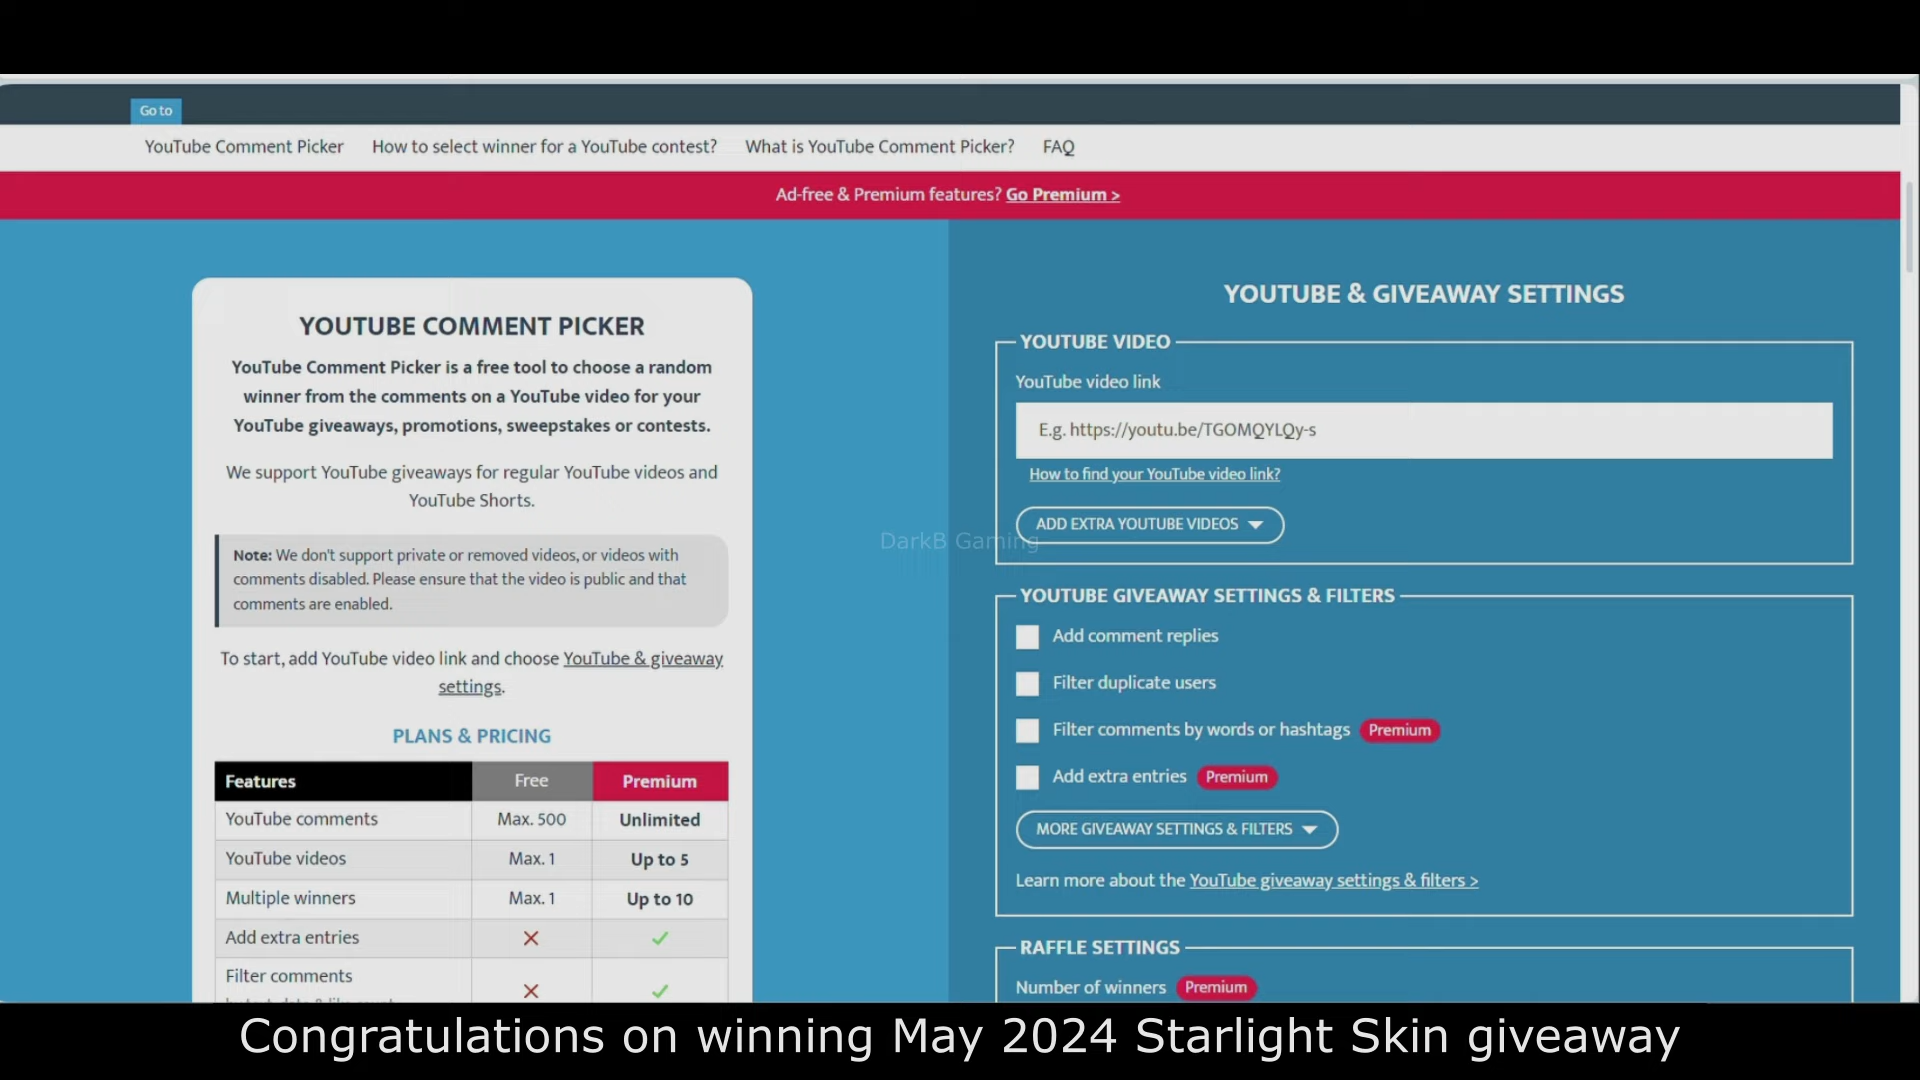 Go to
YouTube Comment Picker How to select winner for a YouTube contest? What is YouTube Comment Picker? FAQ
Ad-free & Premium features? Go Premium >
YOUTUBE COMMENT PICKER
YouTube Comment Picker is a free tool to choose a random
winner from the comments on a YouTube video for your
YouTube giveaways, promotions, sweepstakes or contests.
We support YouTube giveaways for regular YouTube videos and
YouTube Shorts.
Note: We don't support private or removed videos, or videos with
comments disabled. Please ensure that the video is public and that
comments are enabled.
To start, add YouTube video link and choose YouTube & giveaway
settings.
PLANS & PRICING
Features Free Premium
YouTube comments Max. 500 Unlimited
YouTube videos Max. 1 Up to 5
Multiple winners Max. 1 Up to 10
Add extra entries
Filter comments
YOUTUBE & GIVEAWAY SETTINGS
YOUTUBE VIDEO
YouTube video link
E.g. https://youtu.be/TGOMQYLQy-s
How to find your YouTube video link?
ADD EXTRA YOUTUBE VIDEOS
DarkB Gaming
YOUTUBE GIVEAWAY SETTINGS & FILTERS
Add comment replies
Filter duplicate users
Filter comments by words or hashtags Premium
Add extra entries Premium
MORE GIVEAWAY SETTINGS & FILTERS
Learn more about the YouTube giveaway settings & filters >
RAFFLE SETTINGS
Number of winners Premium
Congratulations on winning May 2024 Starlight Skin giveaway